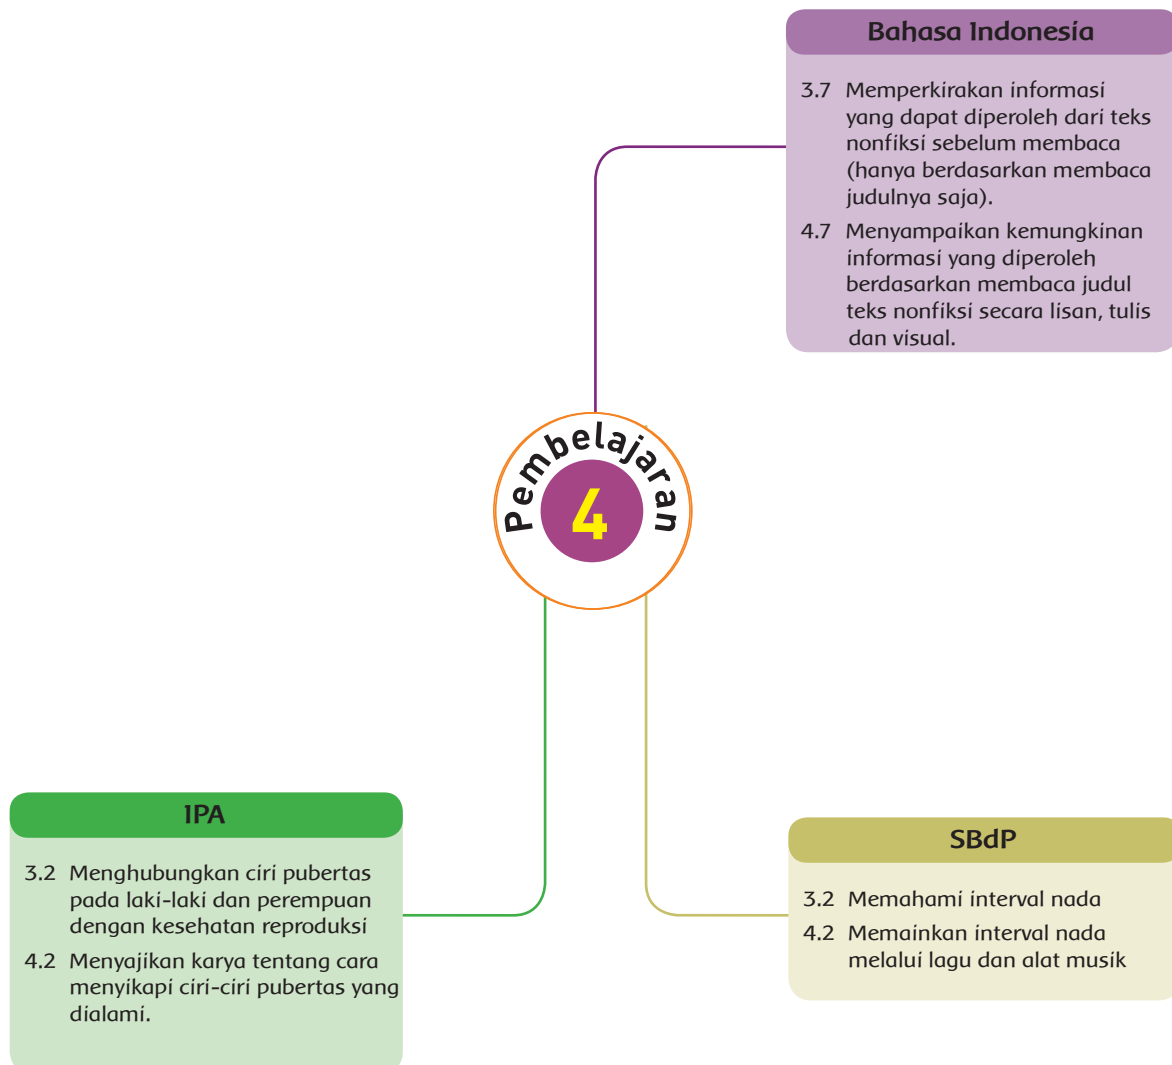 Bahasa Indonesia
3.7 Memperkirakan informasi
yang dapat diperoleh dari teks
nonfiksi sebelum membaca
(hanya berdasarkan membaca
judulnya saja).
4.7 Menyampaikan kemungkinan
informasi yang diperoleh
berdasarkan membaca judul
teks nonfiksi secara lisan, tulis
dan visual.
Pembelajaran
4
IPA
3.2 Menghubungkan ciri pubertas
pada laki-laki dan perempuan
dengan kesehatan reproduksi
4.2 Menyajikan karya tentang cara
menyikapi ciri-ciri pubertas yang
dialami.
SBdP
3.2 Memahami interval nada
4.2 Memainkan interval nada
melalui lagu dan alat musik